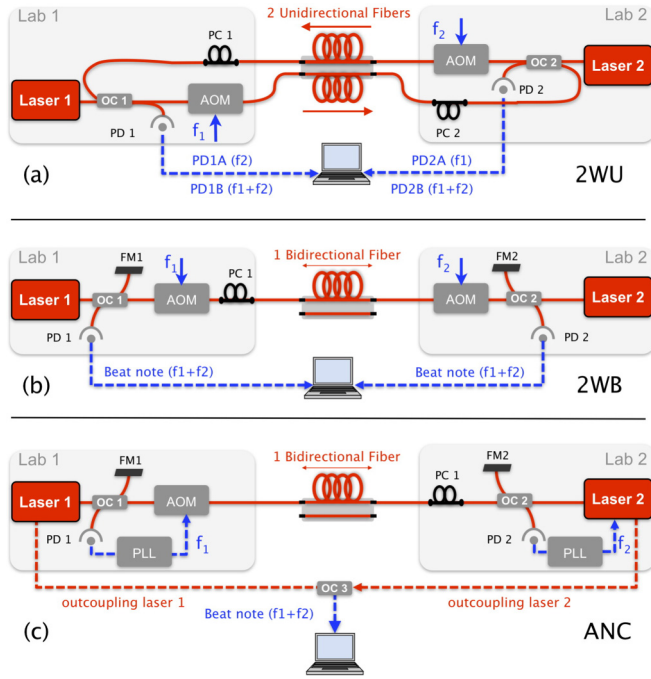 Lab 1
2 Unidirectional Fibers
Lab 2
PC 1
f2
AOM
OC 2
Laser 2
Laser 1
OC 1
AOM
PD 2
PD 1
f1
PC 2
(a)
PD1A (f2)
PD2A (f1)
PD1B (f1+f2)
PD2B (f1+f2)
2WU
Lab 1
Lab 2
FM1
f1
PC 1
1 Bidirectional Fiber
f2
FM2
Laser 1
OC 1
AOM
AOM
OC 2
Laser 2
PD 1
PD 2
(b)
Beat note (f1+f2)
Beat note (f1+f2)
2WB
Lab 1
Lab 2
FM1
1 Bidirectional Fiber
FM2
PC 1
Laser 1
OC 1
AOM
OC 2
Laser 2
PD 1
PLL
f1
PD 2
PLL
f2
outcoupling laser 1
OC 3
outcoupling laser 2
Beat note (f1+f2)
(c)
ANC